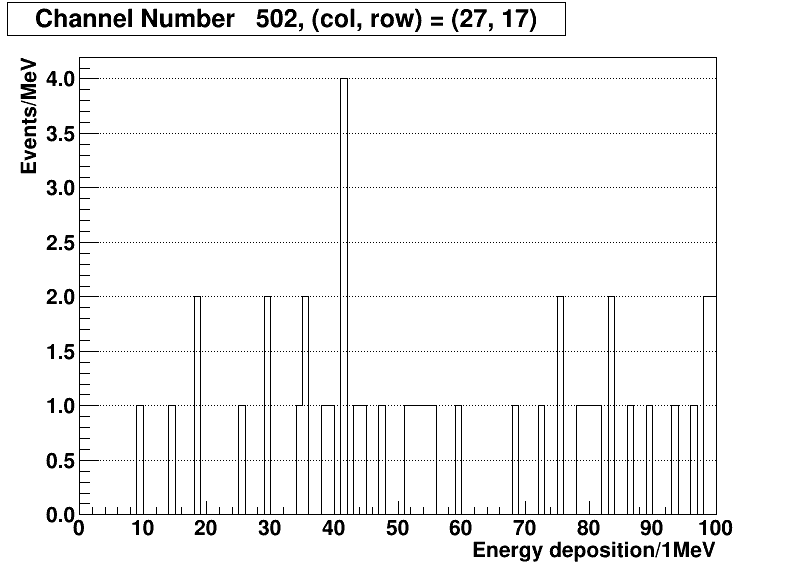 Channel Number   502, (col, row) = (27, 17)
Events/MeV
4.0
3.5
3.0
2.5
2.0
1.5
1.0
0.5
0.0
0 10 20 30 40 50 60 70 80 90 100
Energy deposition/1MeV